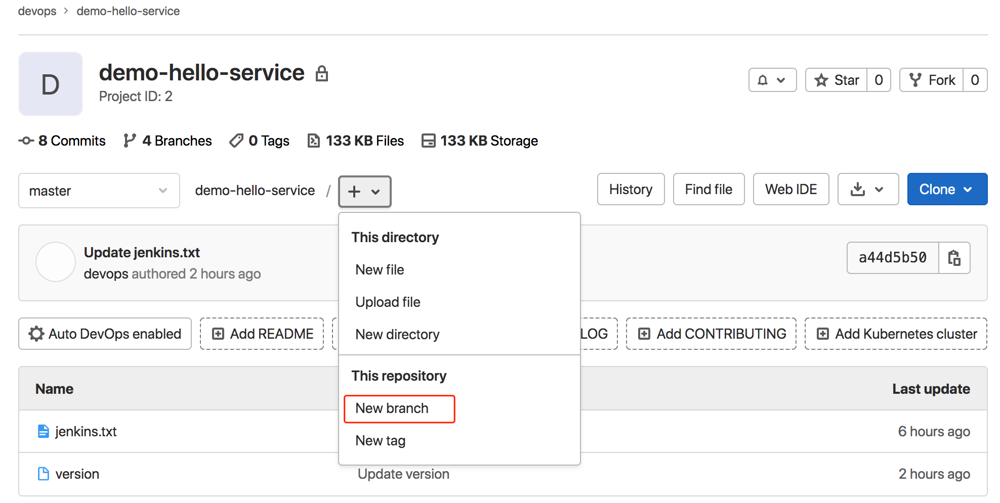 devops > demo-hello-service
D
demo-hello-service
Project ID: 2
Star 0
Fork 0
8 Commits 4 Branches 0 Tags 133 KB Files 133 KB Storage
master
demo-hello-service /
History
Find file
Web IDE
Clone
This directory
New file
Upload file
New directory
This repository
New branch
New tag
Update jenkins.txt
devops authored 2 hours ago
a44d5b50
Auto DevOps enabled
Add README
LOG
Add CONTRIBUTING
Add Kubernetes cluster
Name Last update
jenkins.txt 6 hours ago
version Update version 2 hours ago